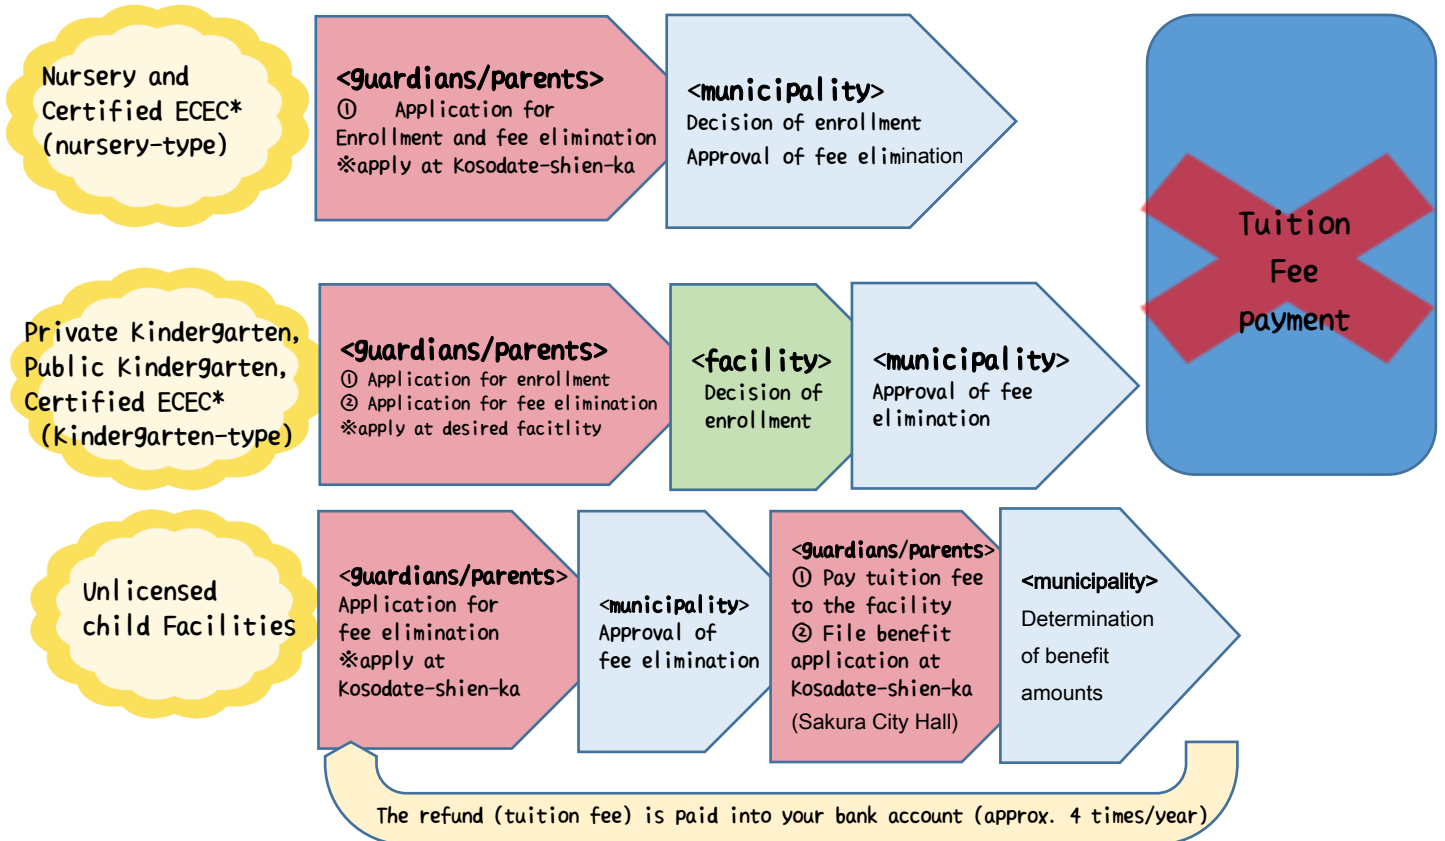 Nursery and
Certified ECEC*
(nursery-type)
<guardians/parents>
① Application for
Enrollment and fee elimination
※apply at Kosodate-shien-ka
<municipality>
Decision of enrollment
Approval of fee elimination
Tuition
Fee
payment
Private Kindergarten,
Public Kindergarten,
Certified ECEC*
(Kindergarten-type)
<guardians/parents>
① Application for enrollment
② Application for fee elimination
※apply at desired facitlity
<facility>
Decision of
enrollment
<municipality>
Approval of fee
elimination
Unlicensed
child Facilities
<guardians/parents>
Application for
fee elimination
※apply at
Kosodate-shien-ka
<municipality>
Approval of
fee elimination
<guardians/parents>
① Pay tuition fee
to the facility
② File benefit
application at
Kosadate-shien-ka
(Sakura City Hall)
<municipality>
Determination
of benefit
amounts
The refund (tuition fee) is paid into your bank account (approx. 4 times/year)